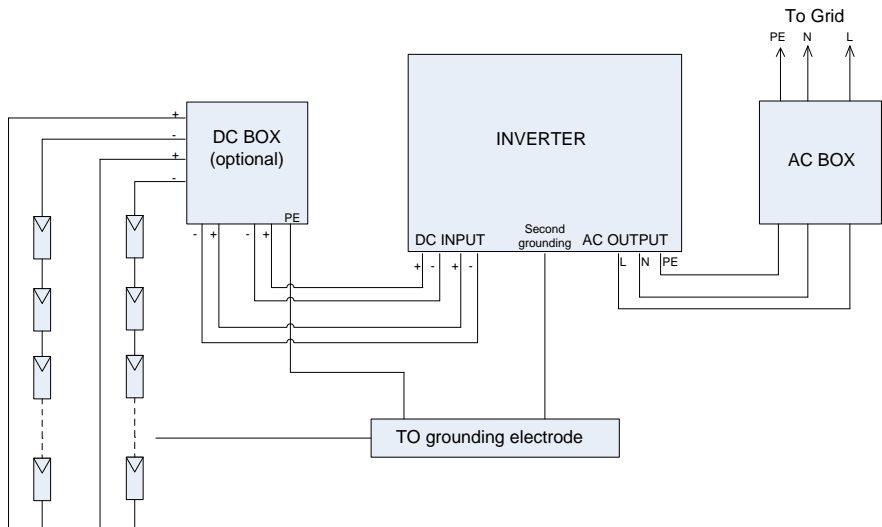 To Grid
PE N L
+
-
+
-
DC BOX
(optional)
PE
- + - +
INVERTER
DC INPUT
Second
grounding
AC OUTPUT
+ - + -
L N PE
AC BOX
TO grounding electrode